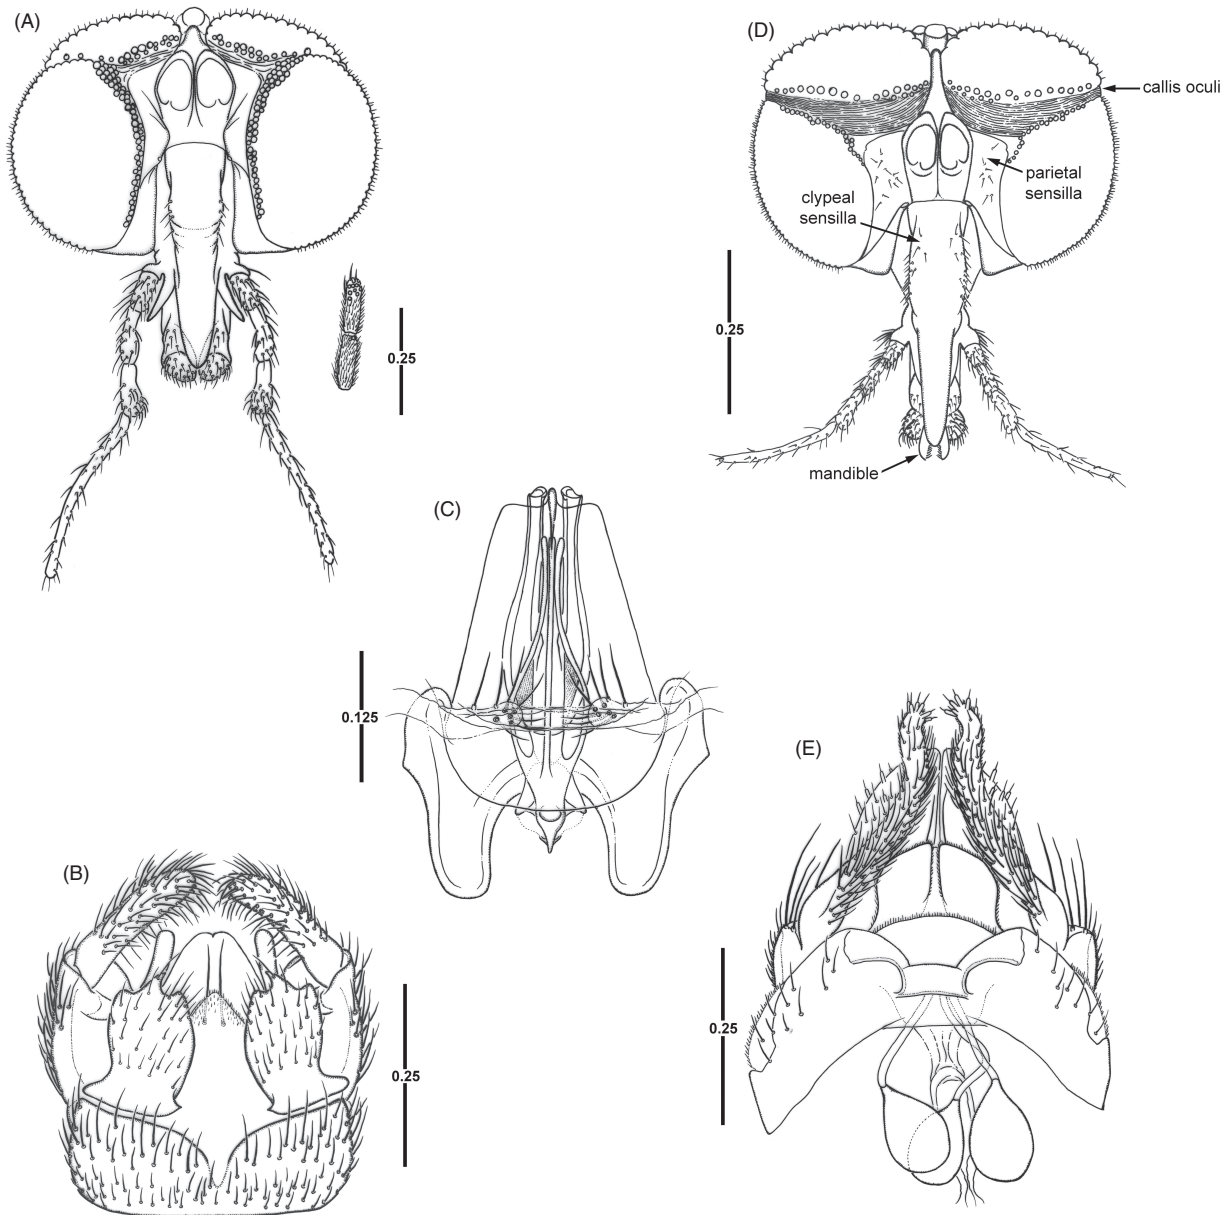 (A)
(D)
callis oculi
parietal
sensilla
clypeal
sensilla
0.25
0.25
mandible
(C)
0.125
(E)
(B)
0.25
0.25